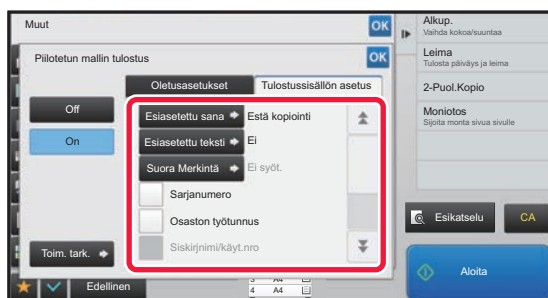 Muut
OK
Piilotetun mallin tulostus
OK
Oletusasetukset
Tulostussisällön asetus
Off
On
Esiasetettu sana
Estä kopiointi
Esiasetettu teksti
Ei
Suora Merkintä
Ei syöt.
Sarjanumero
Osaston työtunnus
Siskirjnimi/käyt.nro
Toim. tark.
Edellinen
3 A4
4 A4
Alkup.
Vaihda kokoa/suuntaa
Leima
Tulosta päiväys ja leima
2-Puol.Kopio
Moniotos
Sijoita monta sivua sivulle
Esikatselu
CA
Aloita